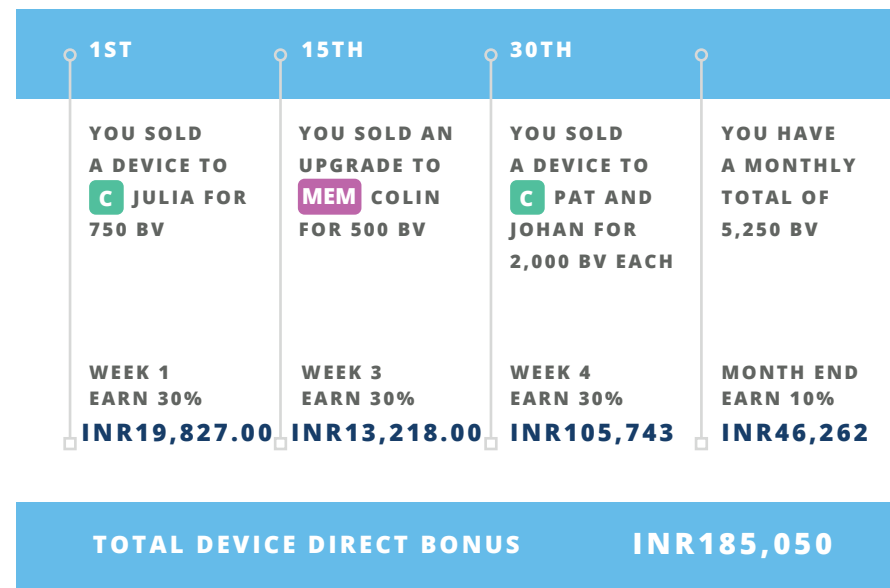 1ST
YOU SOLD
A DEVICE TO
C JULIA FOR
750 BV
WEEK 1
EARN 30%
INR19,827.00
15TH
YOU SOLD AN
UPGRADE TO
MEM COLIN
FOR 500 BV
WEEK 3
EARN 30%
INR13,218.00
30TH
YOU SOLD
A DEVICE TO
C PAT AND
JOHAN FOR
2,000 BV EACH
WEEK 4
EARN 30%
INR105,743
YOU HAVE
A MONTHLY
TOTAL OF
5,250 BV
MONTH END
EARN 10%
INR46,262
TOTAL DEVICE DIRECT BONUS INR185,050